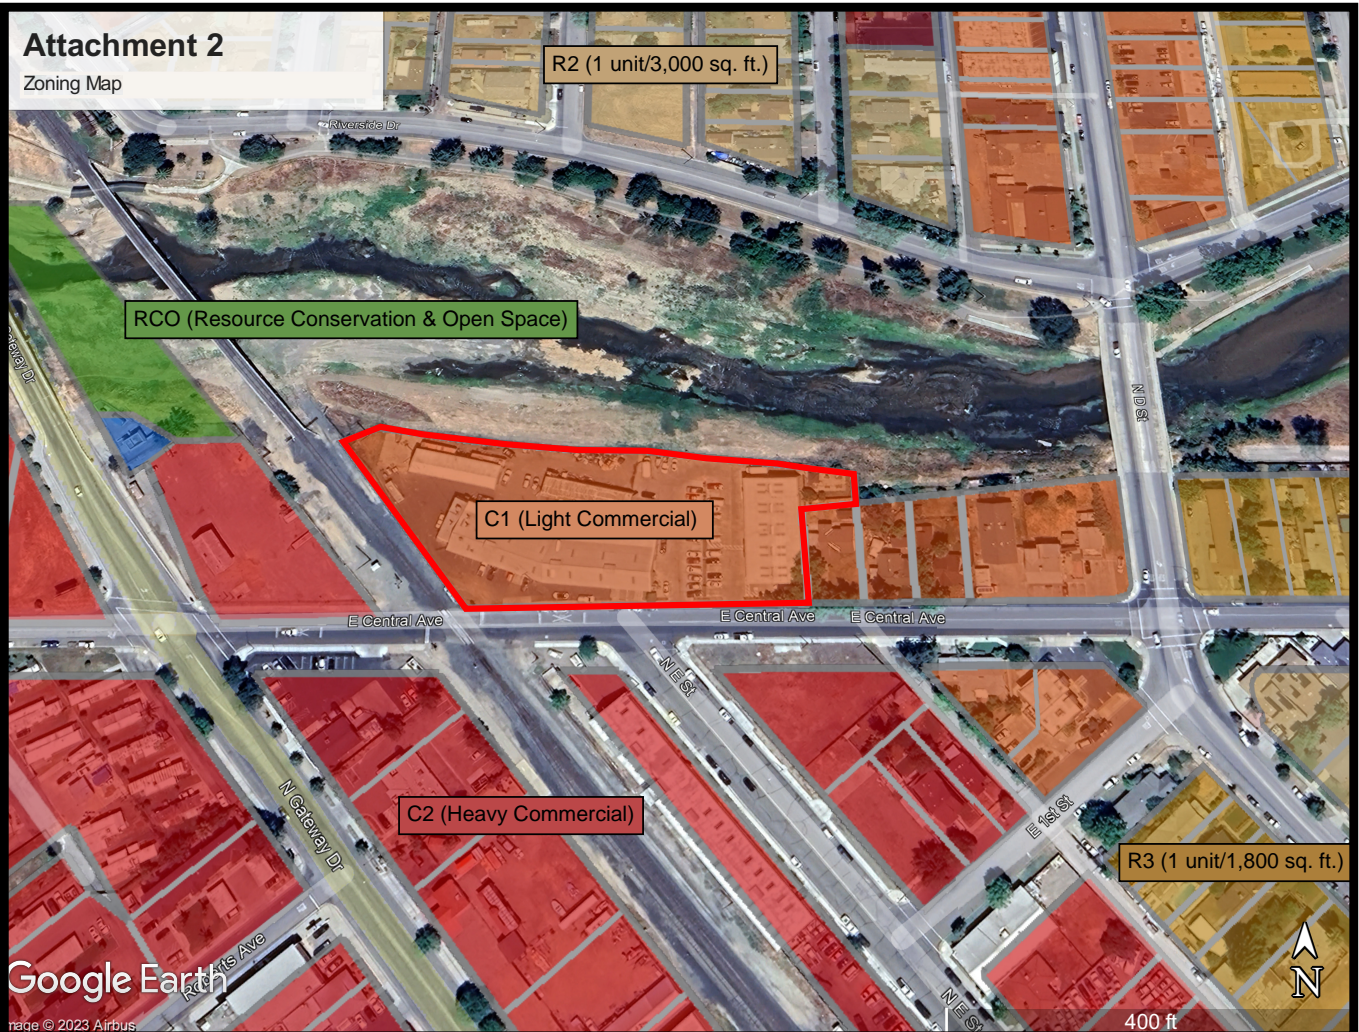 Attachment 2
Zoning Map
R2 (1 unit/3,000 sq. ft.)
Riverside Dr
RCO (Resource Conservation & Open Space)
N D St
C1 (Light Commercial)
E Central Ave
E Central Ave
E Central Ave
N E St
N Gateway Dr
C2 (Heavy Commercial)
E 1st St
R3 (1 unit/1,800 sq. ft.)
N
Google Earth
N E St
400 ft
© 2023 Airbus